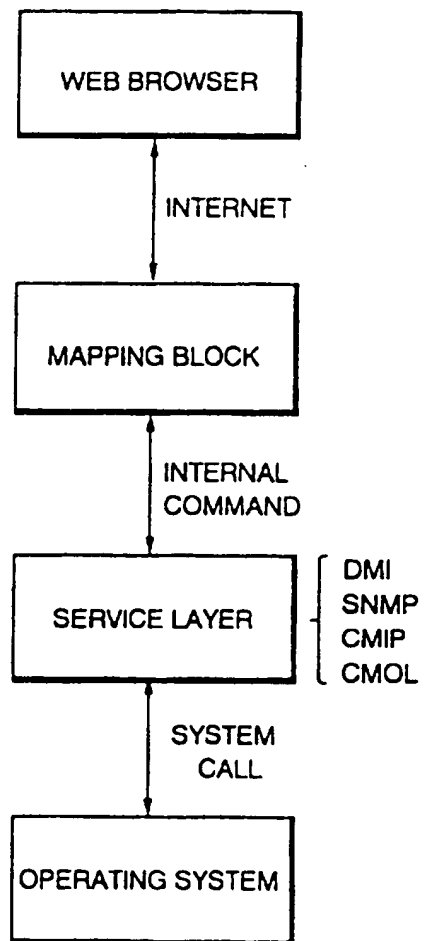 WEB BROWSER
INTERNET
MAPPING BLOCK
INTERNAL
COMMAND
SERVICE LAYER
DMI
SNMP
CMIP
CMOL
SYSTEM
CALL
OPERATING SYSTEM